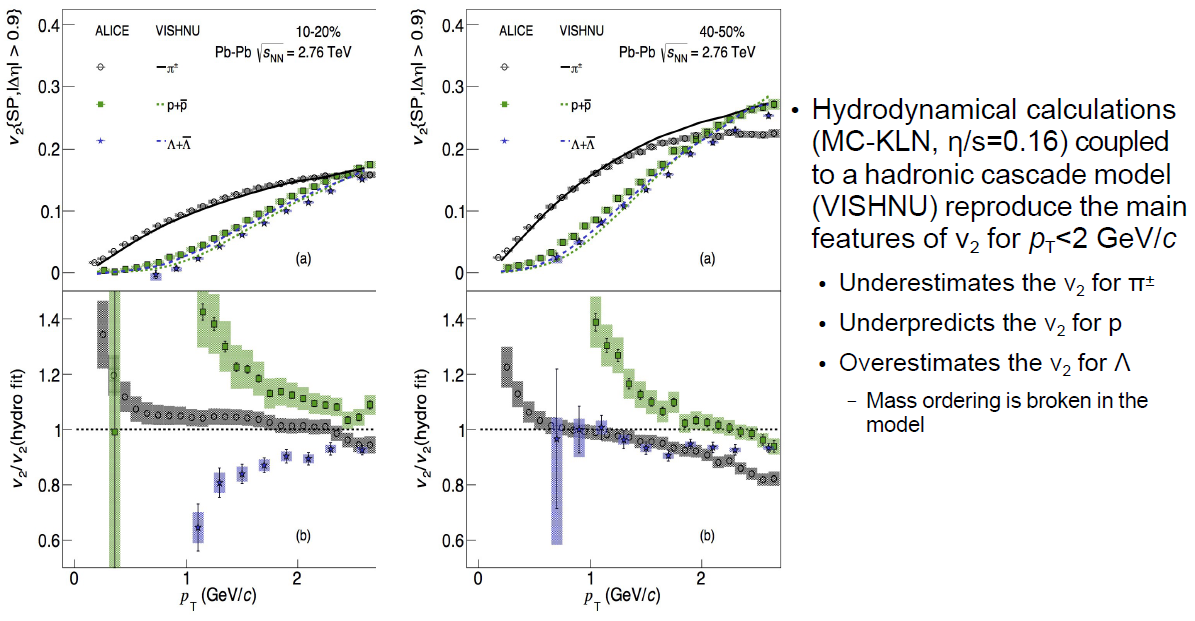 0.4
0.3
0.2
0.1
0
v₂{SP,|Δη| > 0.9}
ALICE VISHNU 10-20%
Pb-Pb √sNN = 2.76 TeV
π±
p+p̅
Λ+Λ̅
(a)
1.4
1.2
1
0.8
0.6
v₂/v₂(hydro fit)
(b)
0 1 2
pT (GeV/c)
0.4
0.3
0.2
0.1
0
v₂{SP,|Δη| > 0.9}
ALICE VISHNU 40-50%
Pb-Pb √sNN = 2.76 TeV
π±
p+p̅
Λ+Λ̅
(a)
1.4
1.2
1
0.8
0.6
v₂/v₂(hydro fit)
(b)
0 1 2
pT (GeV/c)
• Hydrodynamical calculations
(MC-KLN, η/s=0.16) coupled
to a hadronic cascade model
(VISHNU) reproduce the main
features of v₂ for pT<2 GeV/c
• Underestimates the v₂ for π±
• Underpredicts the v₂ for p
• Overestimates the v₂ for Λ
– Mass ordering is broken in the
model